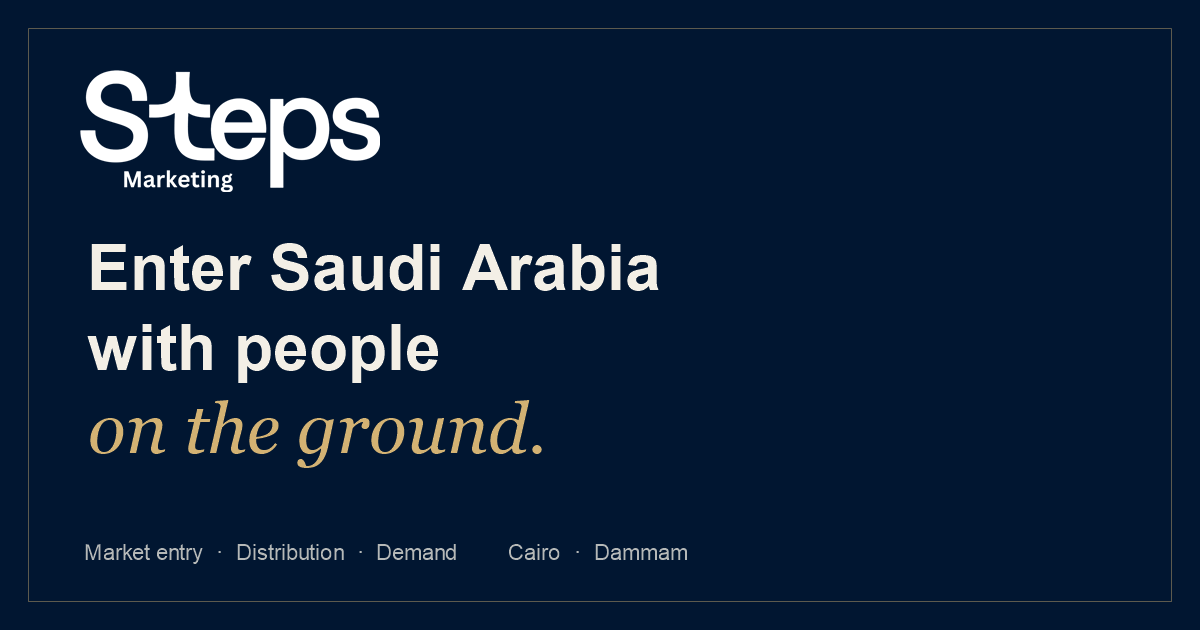 Steps
Marketing
Enter Saudi Arabia
with people
on the ground.
Market entry · Distribution · Demand Cairo · Dammam